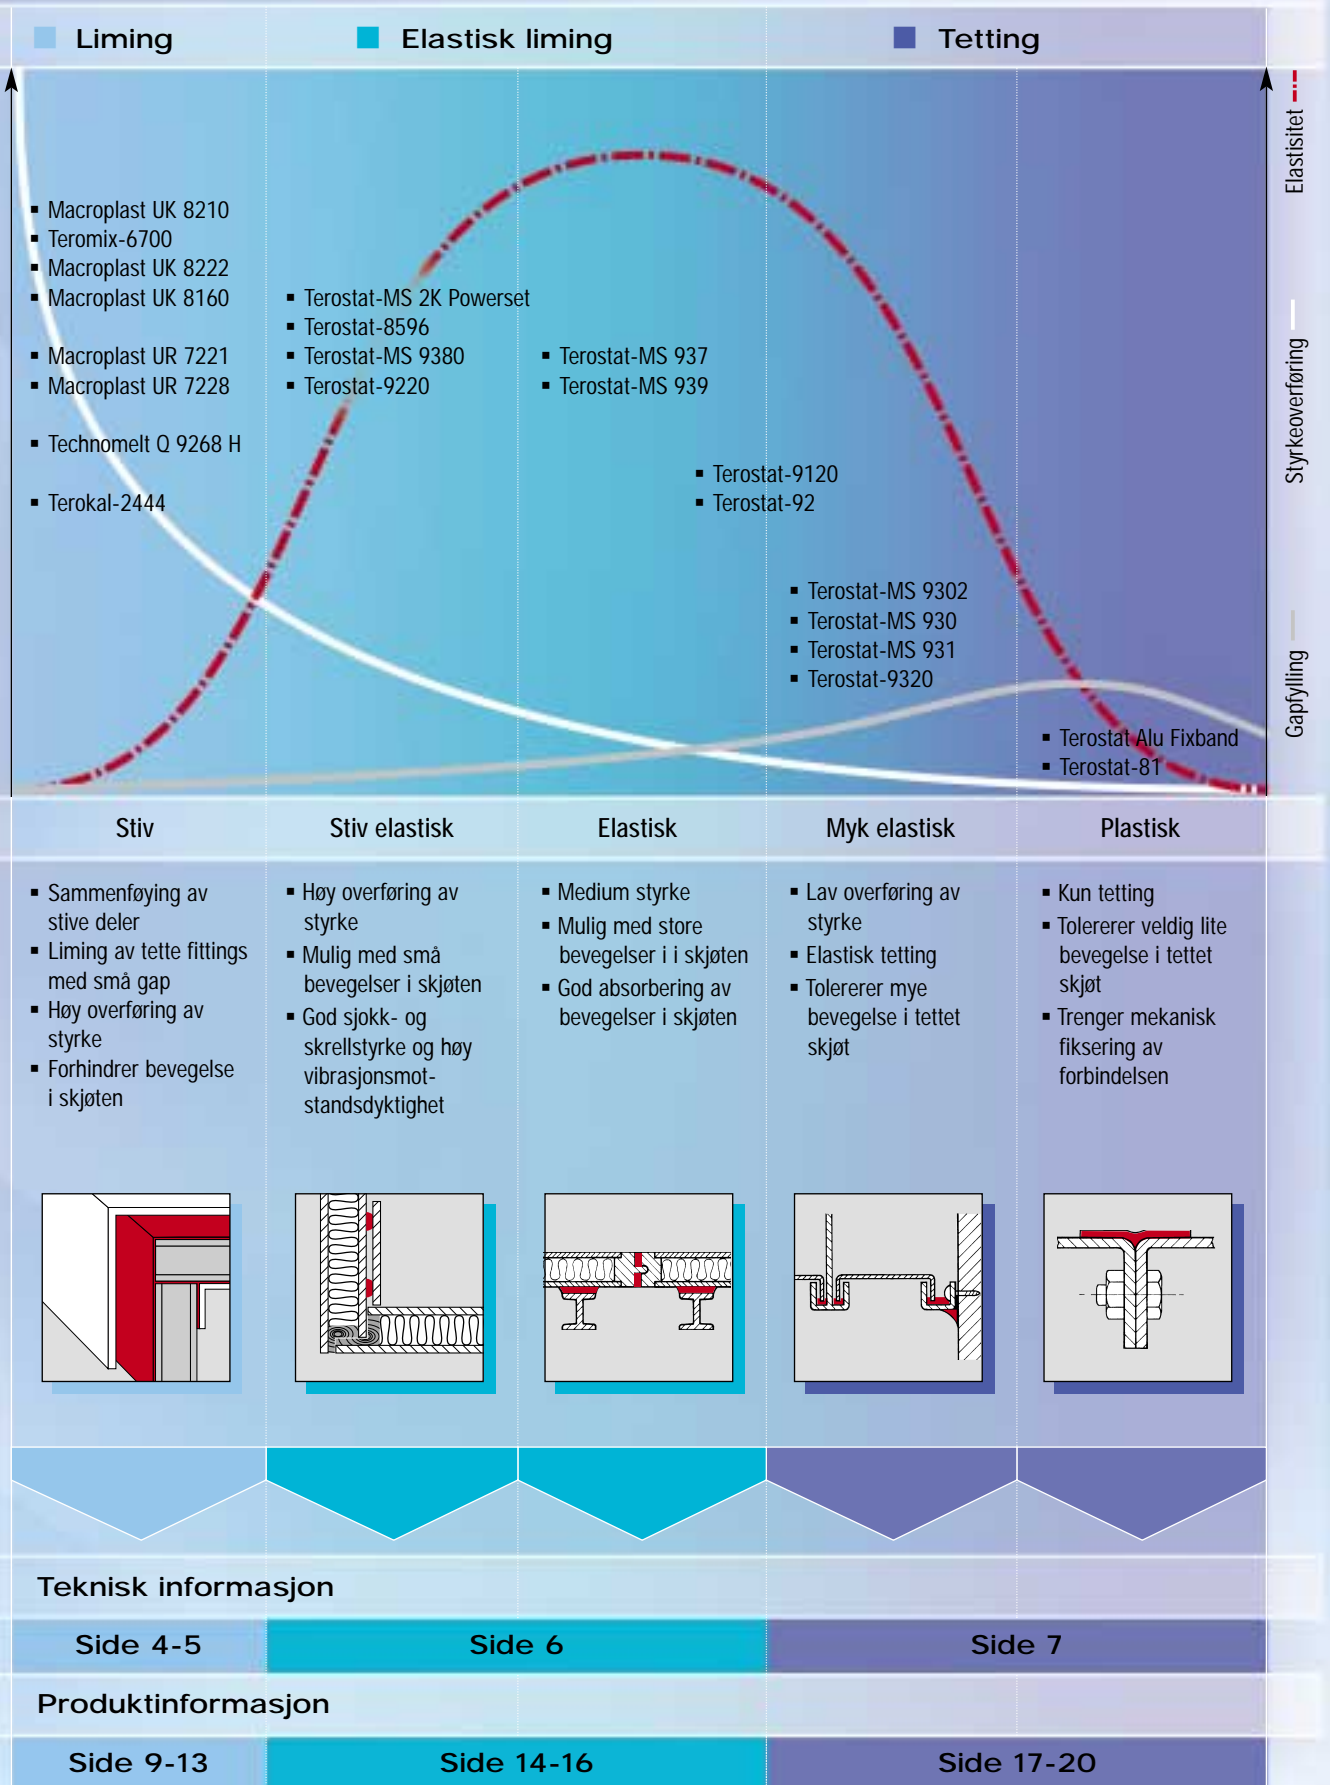 Liming
Elastisk liming
Tetting
Elastisitet
Styrkeoverføring
Gapfylling
▪ Macroplast UK 8210
▪ Teromix-6700
▪ Macroplast UK 8222
▪ Macroplast UK 8160
▪ Macroplast UR 7221
▪ Macroplast UR 7228
▪ Technomelt Q 9268 H
▪ Terokal-2444
▪ Terostat-MS 2K Powerset
▪ Terostat-8596
▪ Terostat-MS 9380
▪ Terostat-9220
▪ Terostat-MS 937
▪ Terostat-MS 939
▪ Terostat-9120
▪ Terostat-92
▪ Terostat-MS 9302
▪ Terostat-MS 930
▪ Terostat-MS 931
▪ Terostat-9320
▪ Terostat Alu Fixband
▪ Terostat-81
Stiv
▪ Sammenføying av
stive deler
▪ Liming av tette fittings
med små gap
▪ Høy overføring av
styrke
▪ Forhindrer bevegelse
i skjøten
Stiv elastisk
▪ Høy overføring av
styrke
▪ Mulig med små
bevegelser i skjøten
▪ God sjokk- og
skrellstyrke og høy
vibrasjonsmot-
standsdyktighet
Elastisk
▪ Medium styrke
▪ Mulig med store
bevegelser i i skjøten
▪ God absorbering av
bevegelser i skjøten
Myk elastisk
▪ Lav overføring av
styrke
▪ Elastisk tetting
▪ Tolererer mye
bevegelse i tettet
skjøt
Plastisk
▪ Kun tetting
▪ Tolererer veldig lite
bevegelse i tettet
skjøt
▪ Trenger mekanisk
fiksering av
forbindelsen
Teknisk informasjon
Side 4-5
Side 6
Side 7
Produktinformasjon
Side 9-13
Side 14-16
Side 17-20